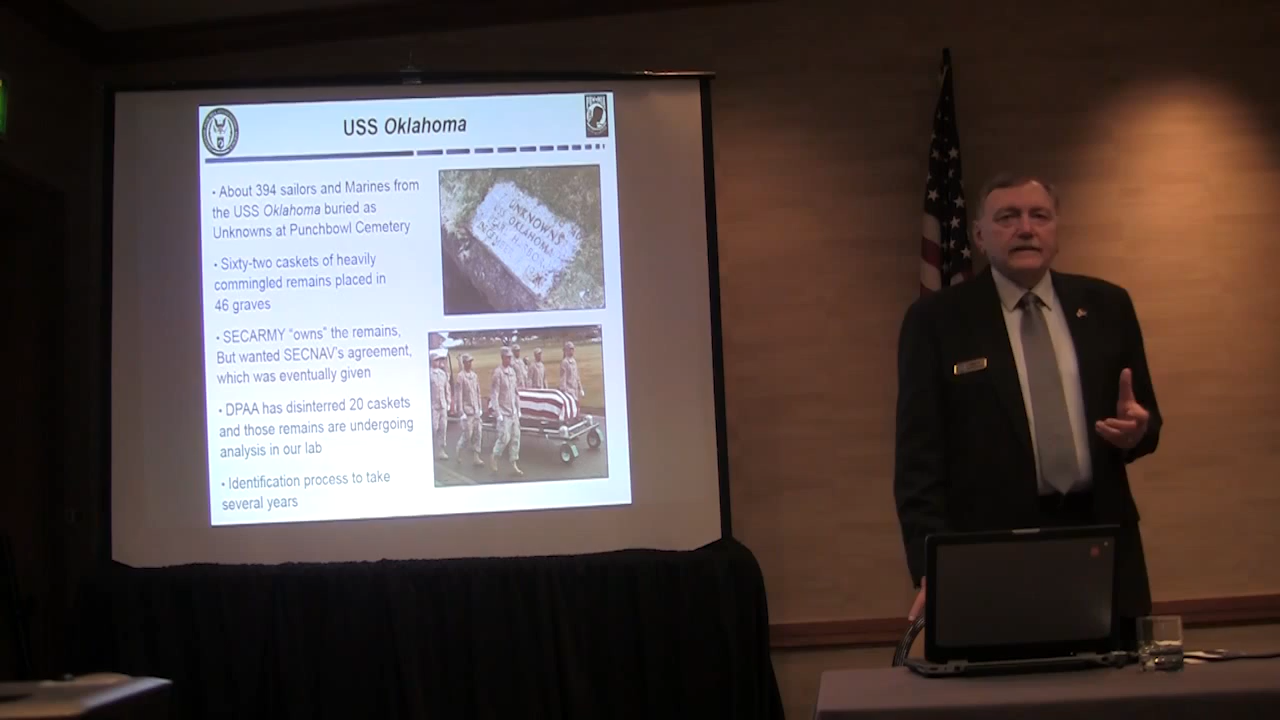 USS Oklahoma
• About 394 sailors and Marines from
the USS Oklahoma buried as
Unknowns at Punchbowl Cemetery
• Sixty-two caskets of heavily
commingled remains placed in
46 graves
• SECARMY “owns” the remains,
But wanted SECNAV’s agreement,
which was eventually given
• DPAA has disinterred 20 caskets
and those remains are undergoing
analysis in our lab
• Identification process to take
several years
UNKNOWNS
OKLAHOMA